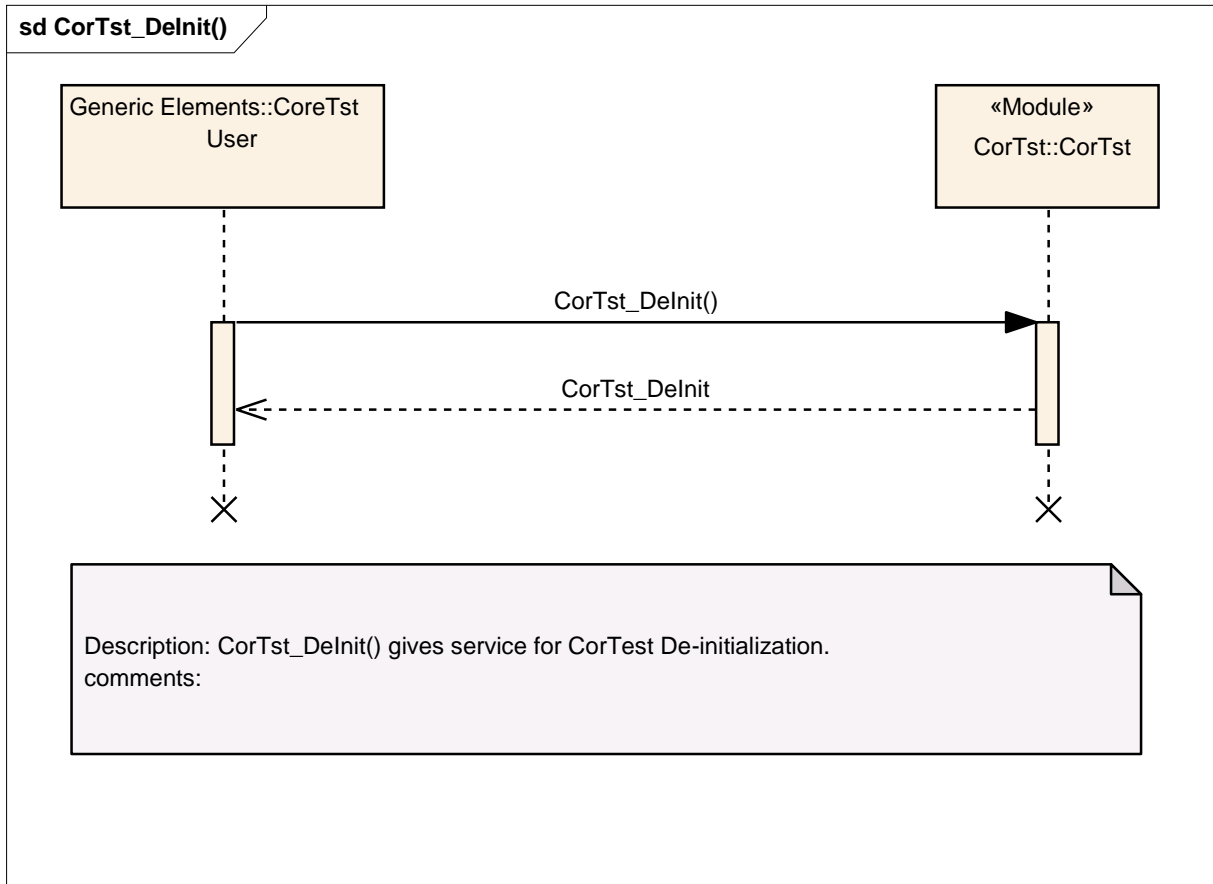 sd CorTst_DeInit()
Generic Elements::CoreTst
User
«Module»
CorTst::CorTst
CorTst_DeInit()
CorTst_DeInit
Description: CorTst_DeInit() gives service for CorTest De-initialization.
comments: